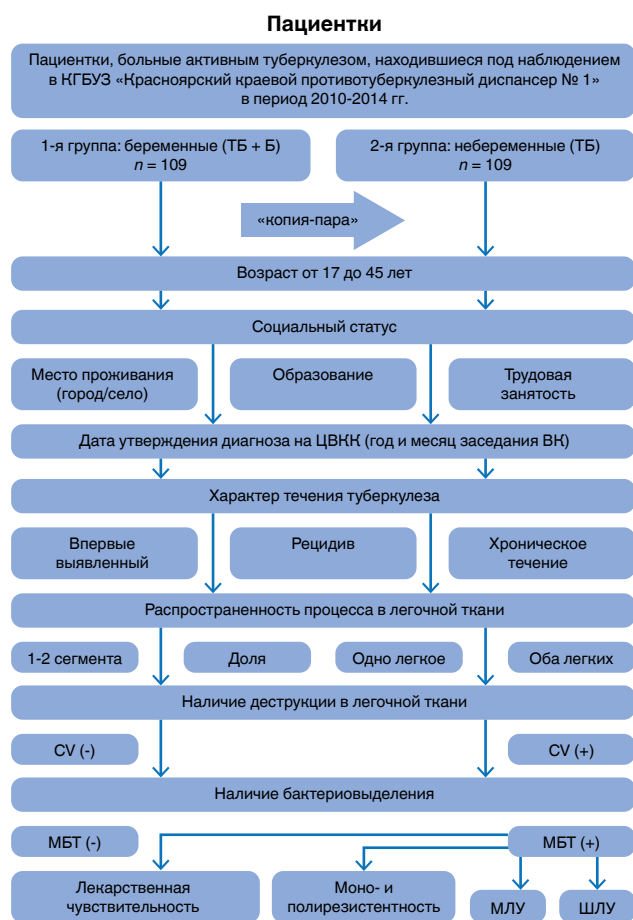 Пациентки
Пациентки, больные активным туберкулезом, находившиеся под наблюдением
в КГБУЗ «Красноярский краевой противотуберкулезный диспансер № 1»
в период 2010-2014 гг.
1-я группа: беременные (ТБ + Б)
n = 109
2-я группа: небеременные (ТБ)
n = 109
«копия-пара»
Возраст от 17 до 45 лет
Социальный статус
Место проживания
(город/село)
Образование
Трудовая
занятость
Дата утверждения диагноза на ЦВКК (год и месяц заседания ВК)
Характер течения туберкулеза
Впервые
выявленный
Рецидив
Хроническое
течение
Распространенность процесса в легочной ткани
1-2 сегмента
Доля
Одно легкое
Оба легких
Наличие деструкции в легочной ткани
CV (-)
CV (+)
Наличие бактериовыделения
МБТ (-)
МБТ (+)
Лекарственная
чувствительность
Моно- и
полирезистентность
МЛУ
ШЛУ